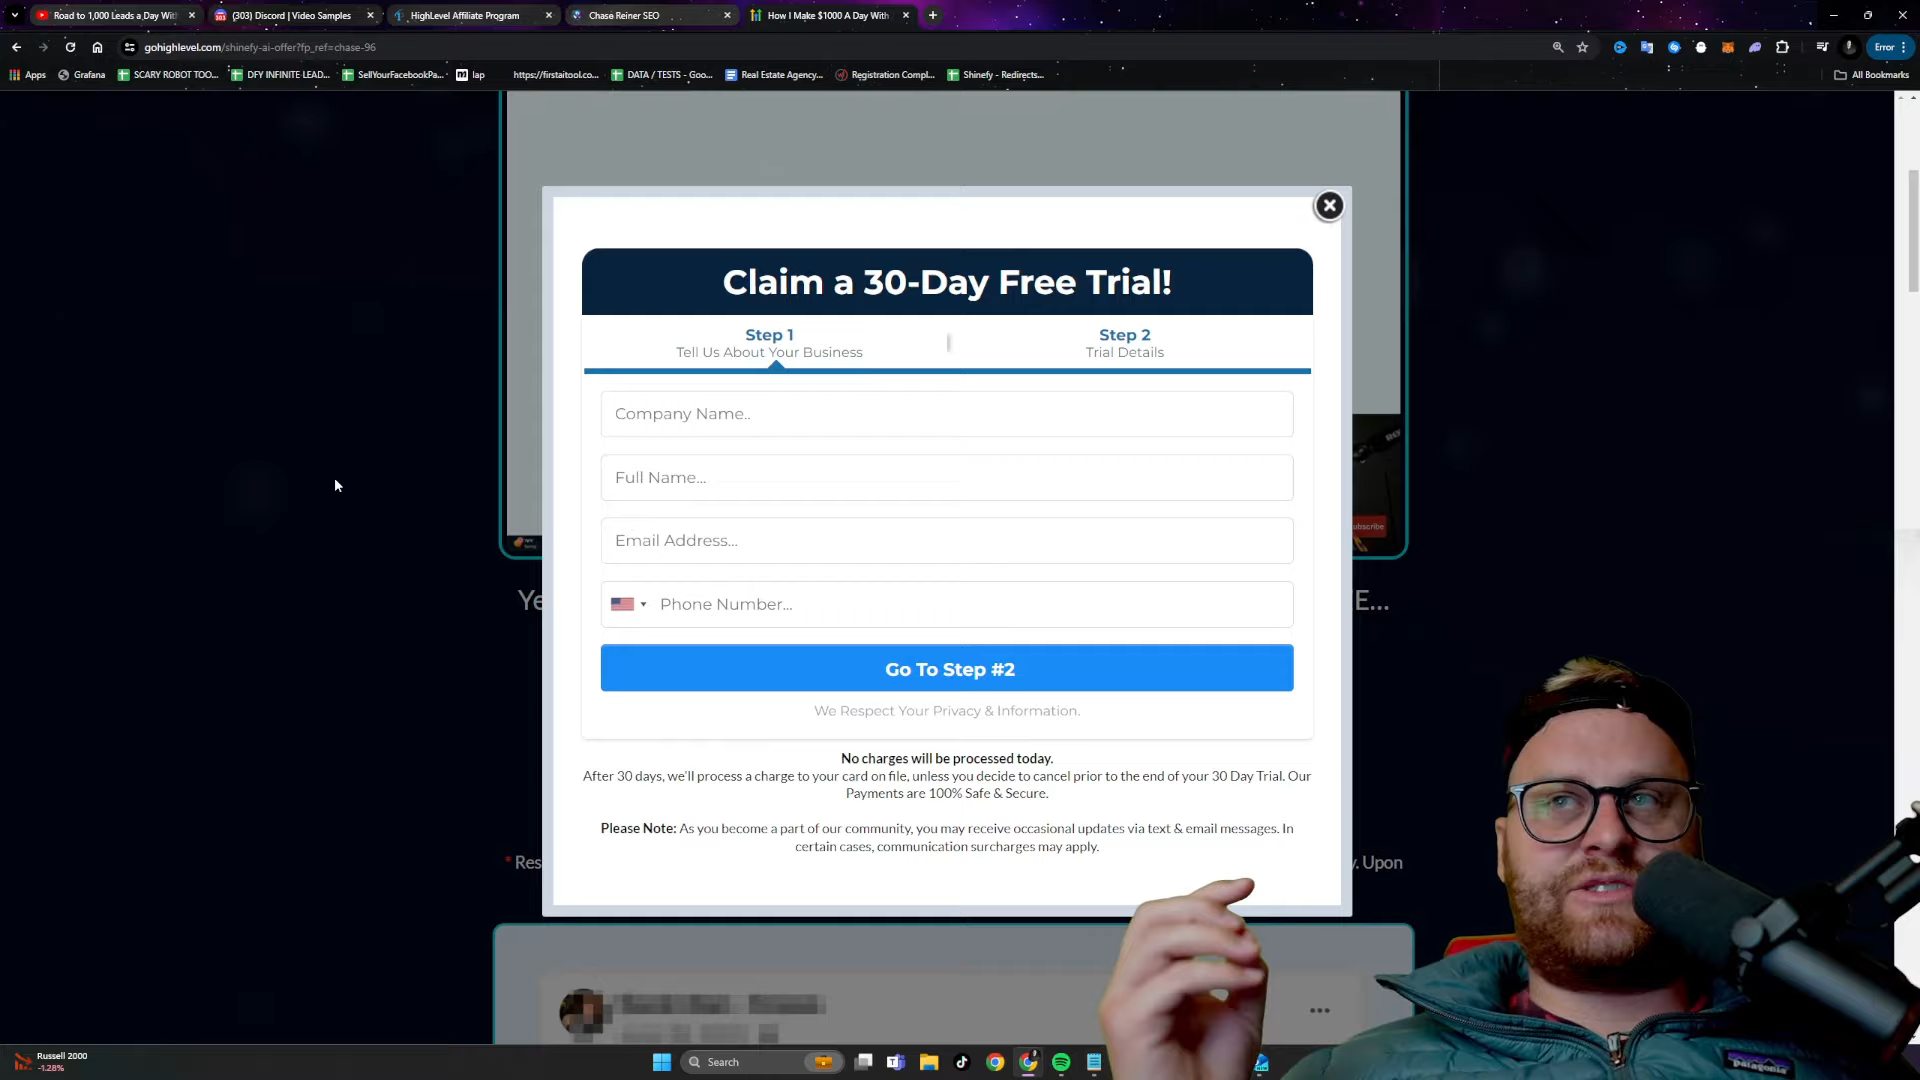 Road to 1,000 Leads a Day With
(303) Discord | Video Samples
HighLevel Affiliate Program
Chase Reiner SEO
How I Make $1000 A Day With
gohighlevel.com/shinefy-ai-offer?fp_ref=chase-96
Error
Apps
Grafana
SCARY ROBOT TOO...
DFY INFINITE LEAD...
SellYourFacebookPa...
lap
https://firstaitool.co...
DATA / TESTS - Goo...
Real Estate Agency...
Registration Compl...
Shinefy - Redirects...
All Bookmarks
Claim a 30-Day Free Trial!
Step 1
Tell Us About Your Business
Step 2
Trial Details
Company Name..
Full Name...
Email Address...
Phone Number...
Go To Step #2
We Respect Your Privacy & Information.
No charges will be processed today.
After 30 days, we'll process a charge to your card on file, unless you decide to cancel prior to the end of your 30 Day Trial. Our
Payments are 100% Safe & Secure.
Please Note: As you become a part of our community, you may receive occasional updates via text & email messages. In
certain cases, communication surcharges may apply.
Ye
E...
* Res
. Upon
ubscribe
patagonia
Russell 2000
-1.28%
Search